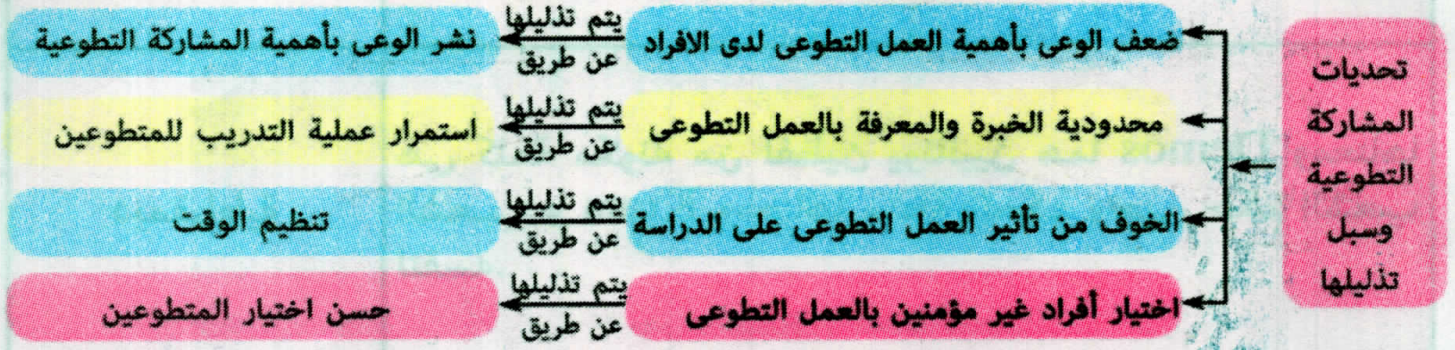 تحديات
المشاركة
التطوعية
وسبل
تذليلها
ضعف الوعى بأهمية العمل التطوعى لدى الافراد
يتم تذليلها
عن طريق
نشر الوعى بأهمية المشاركة التطوعية
محدودية الخبرة والمعرفة بالعمل التطوعى
يتم تذليلها
عن طريق
استمرار عملية التدريب للمتطوعين
الخوف من تأثير العمل التطوعى على الدراسة
يتم تذليلها
عن طريق
تنظيم الوقت
اختيار أفراد غير مؤمنين بالعمل التطوعى
يتم تذليلها
عن طريق
حسن اختيار المتطوعين